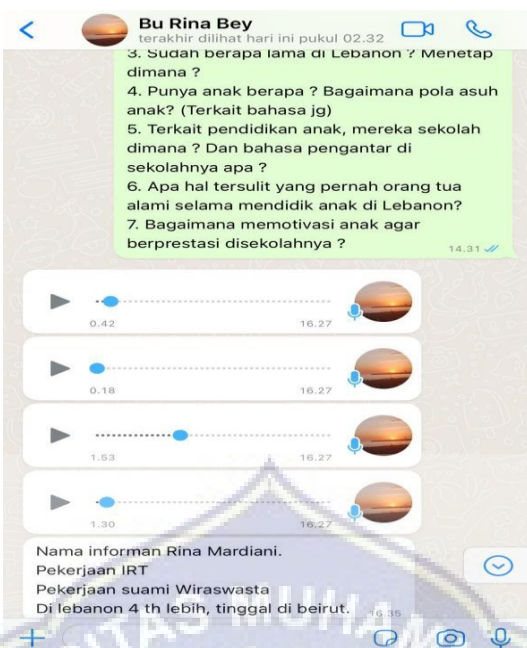 Bu Rina Bey
terakhir dilihat hari ini pukul 02.32
3. Sudah berapa lama di Lebanon ? Menetap
dimana ?
4. Punya anak berapa ? Bagaimana pola asuh
anak? (Terkait bahasa jg)
5. Terkait pendidikan anak, mereka sekolah
dimana ? Dan bahasa pengantar di
sekolahnya apa ?
6. Apa hal tersulit yang pernah orang tua
alami selama mendidik anak di Lebanon?
7. Bagaimana memotivasi anak agar
berprestasi disekolahnya ?
14.31
0.42 16.27
0.18 16.27
1.53 16.27
1.30 16.27
Nama informan Rina Mardiani.
Pekerjaan IRT
Pekerjaan suami Wiraswasta
Di lebanon 4 th lebih, tinggal di beirut. 16.35